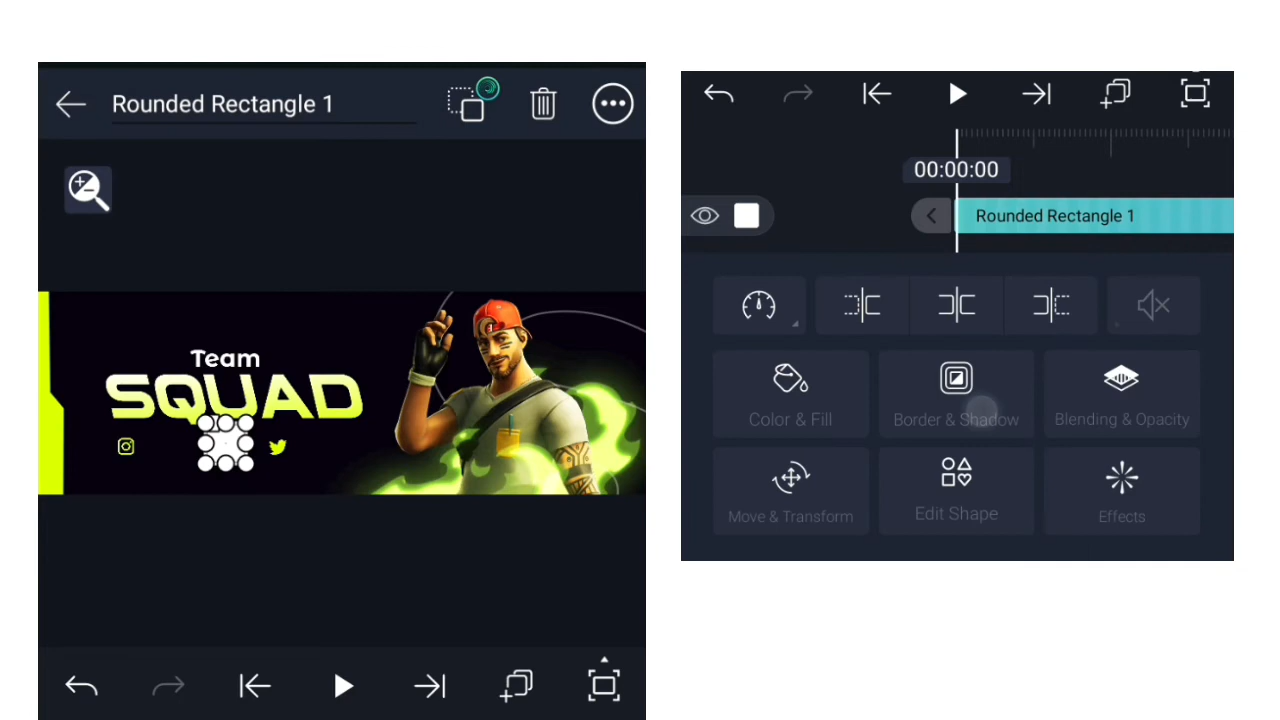 Rounded Rectangle 1
Team
SQUAD
00:00:00
Rounded Rectangle 1
Color & Fill
Border & Shadow
Blending & Opacity
Move & Transform
Edit Shape
Effects